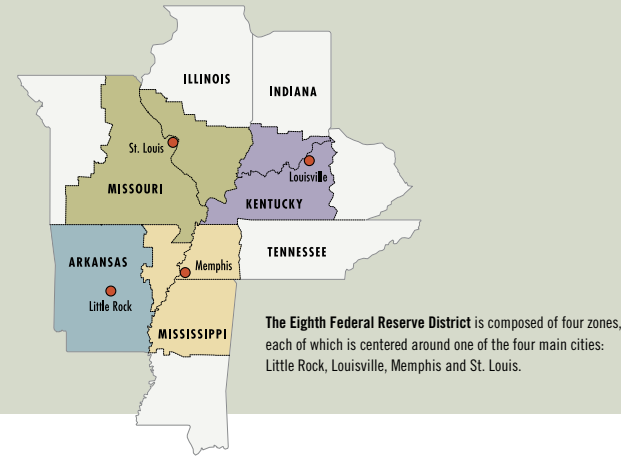 ILLINOIS
INDIANA
St. Louis
Louisville
MISSOURI
KENTUCKY
TENNESSEE
ARKANSAS
Memphis
Little Rock
MISSISSIPPI
The Eighth Federal Reserve District is composed of four zones,
each of which is centered around one of the four main cities:
Little Rock, Louisville, Memphis and St. Louis.